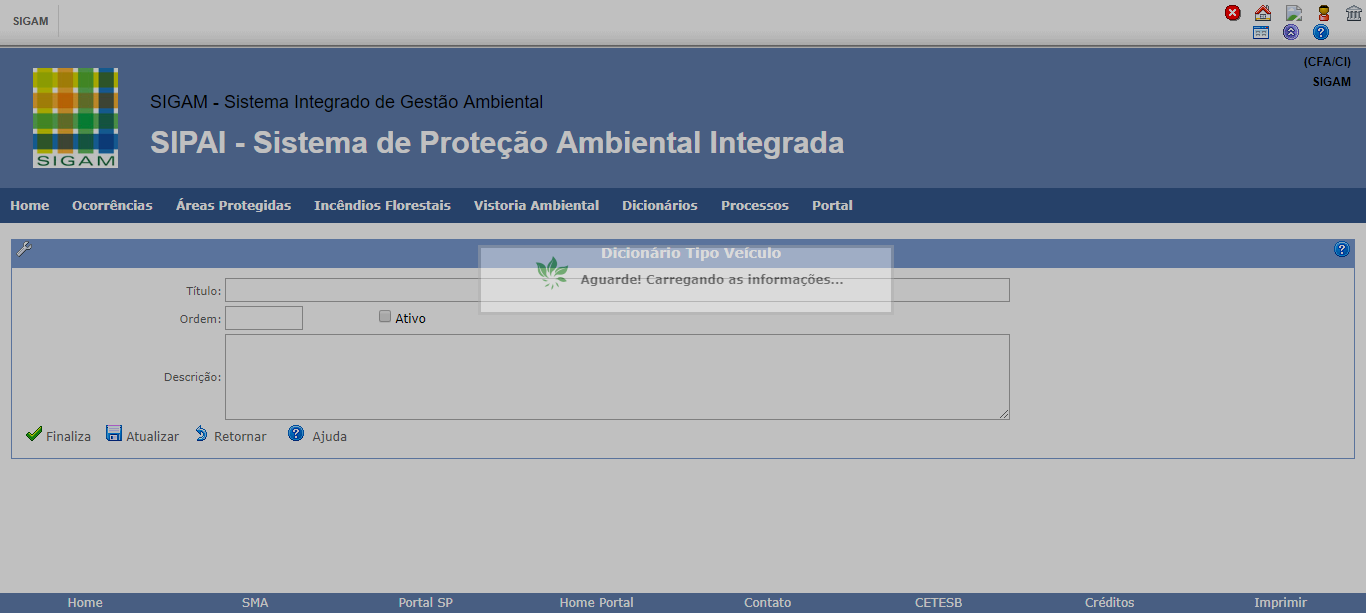 SIGAM
(CFA/CI)
SIGAM
SIGAM
SIGAM - Sistema Integrado de Gestão Ambiental
SIPAI - Sistema de Proteção Ambiental Integrada
Home Ocorrências Áreas Protegidas Incêndios Florestais Vistoria Ambiental Dicionários Processos Portal
Dicionário Tipo Veículo
Aguarde! Carregando as informações...
Título:
Ordem: Ativo
Descrição:
Finaliza Atualizar Retornar Ajuda
Home SMA Portal SP Home Portal Contato CETESB Créditos Imprimir